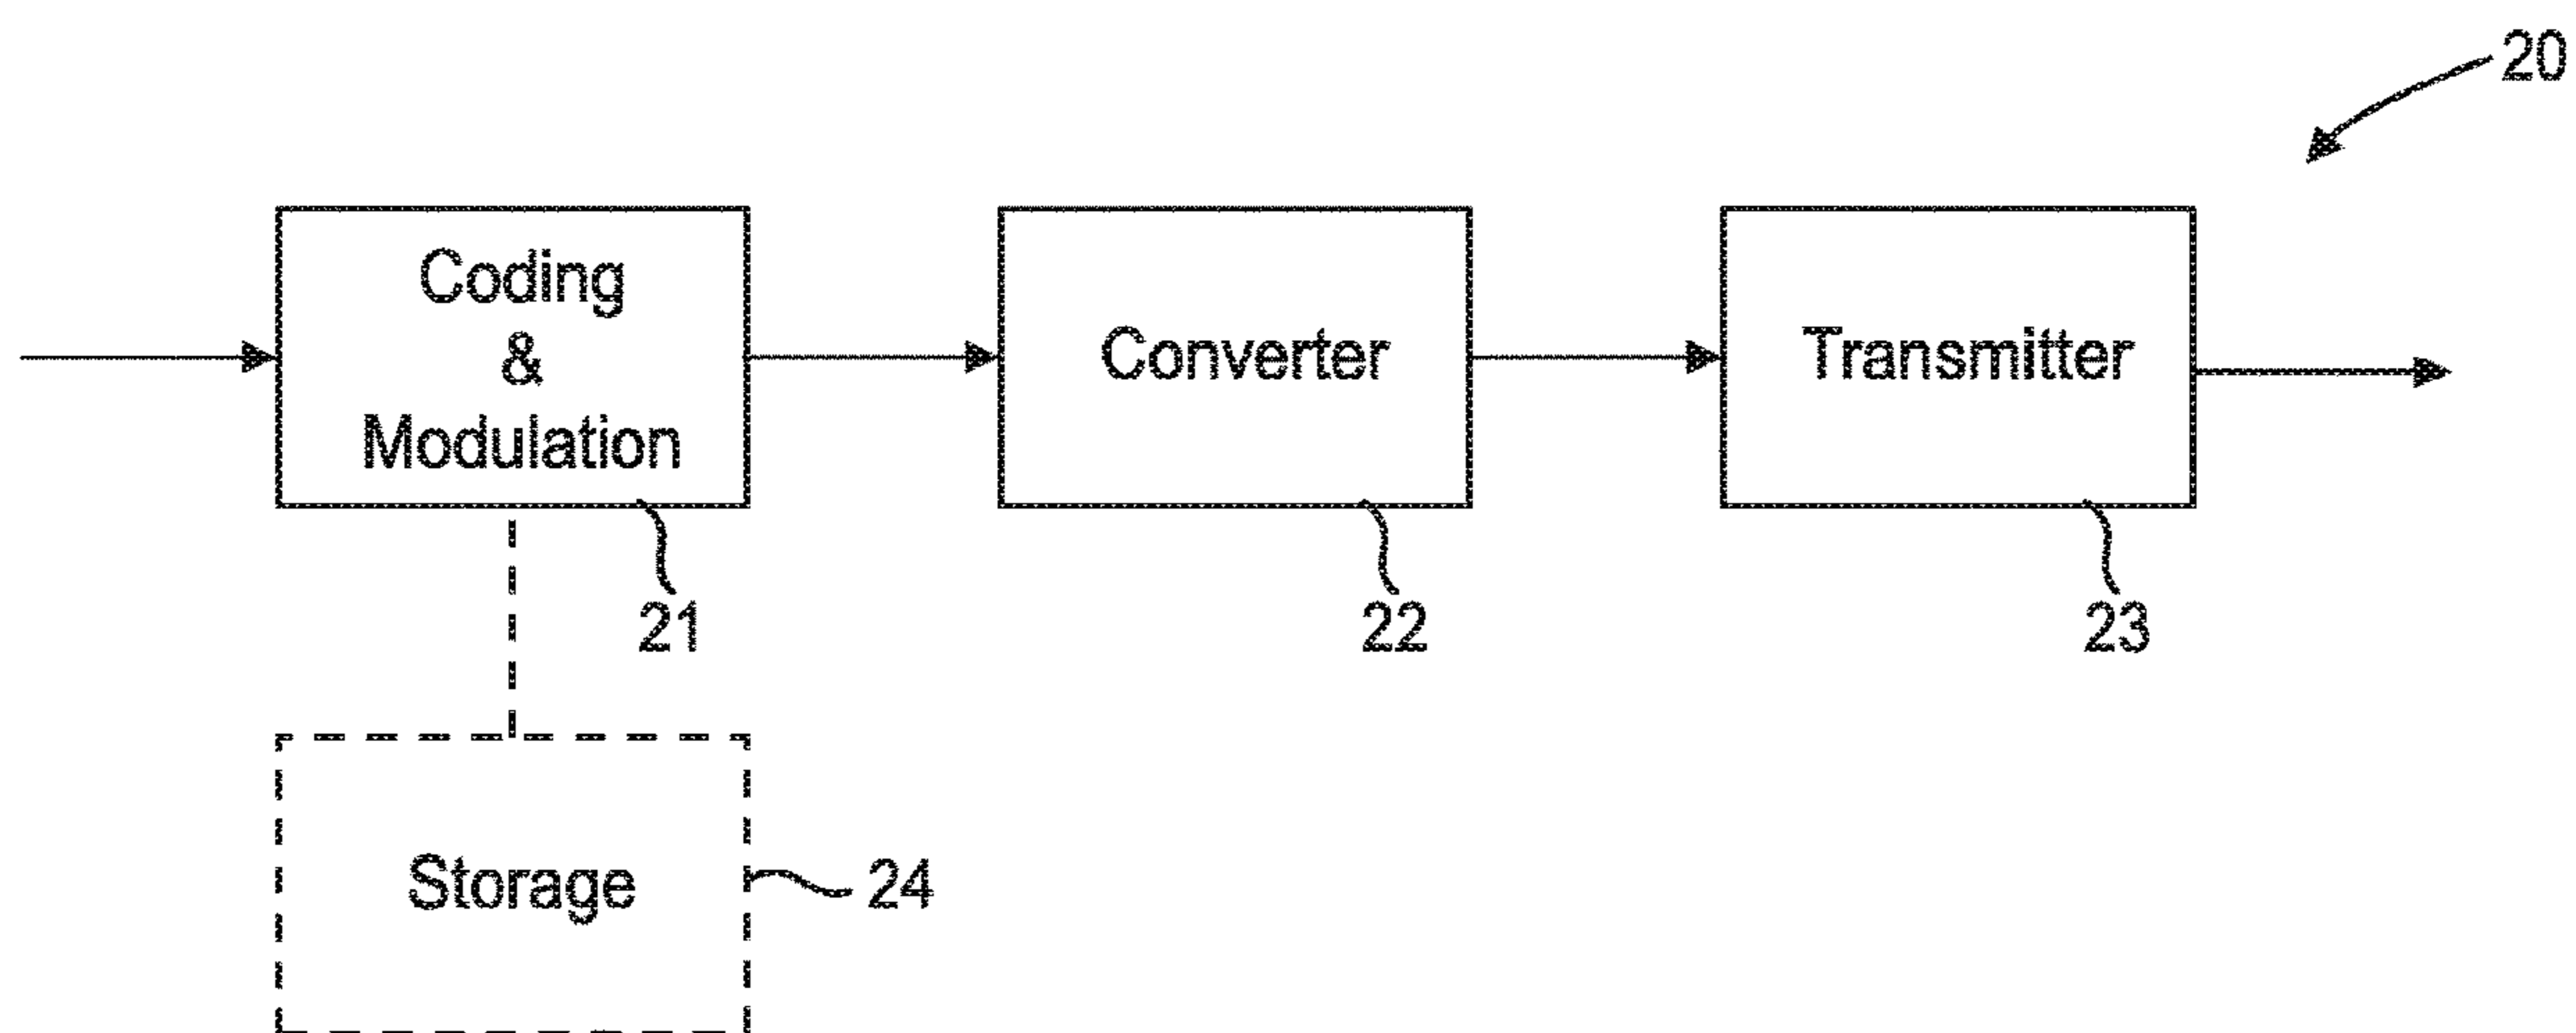 20
Coding
&
Modulation
Converter
Transmitter
21
22
23
Storage
24